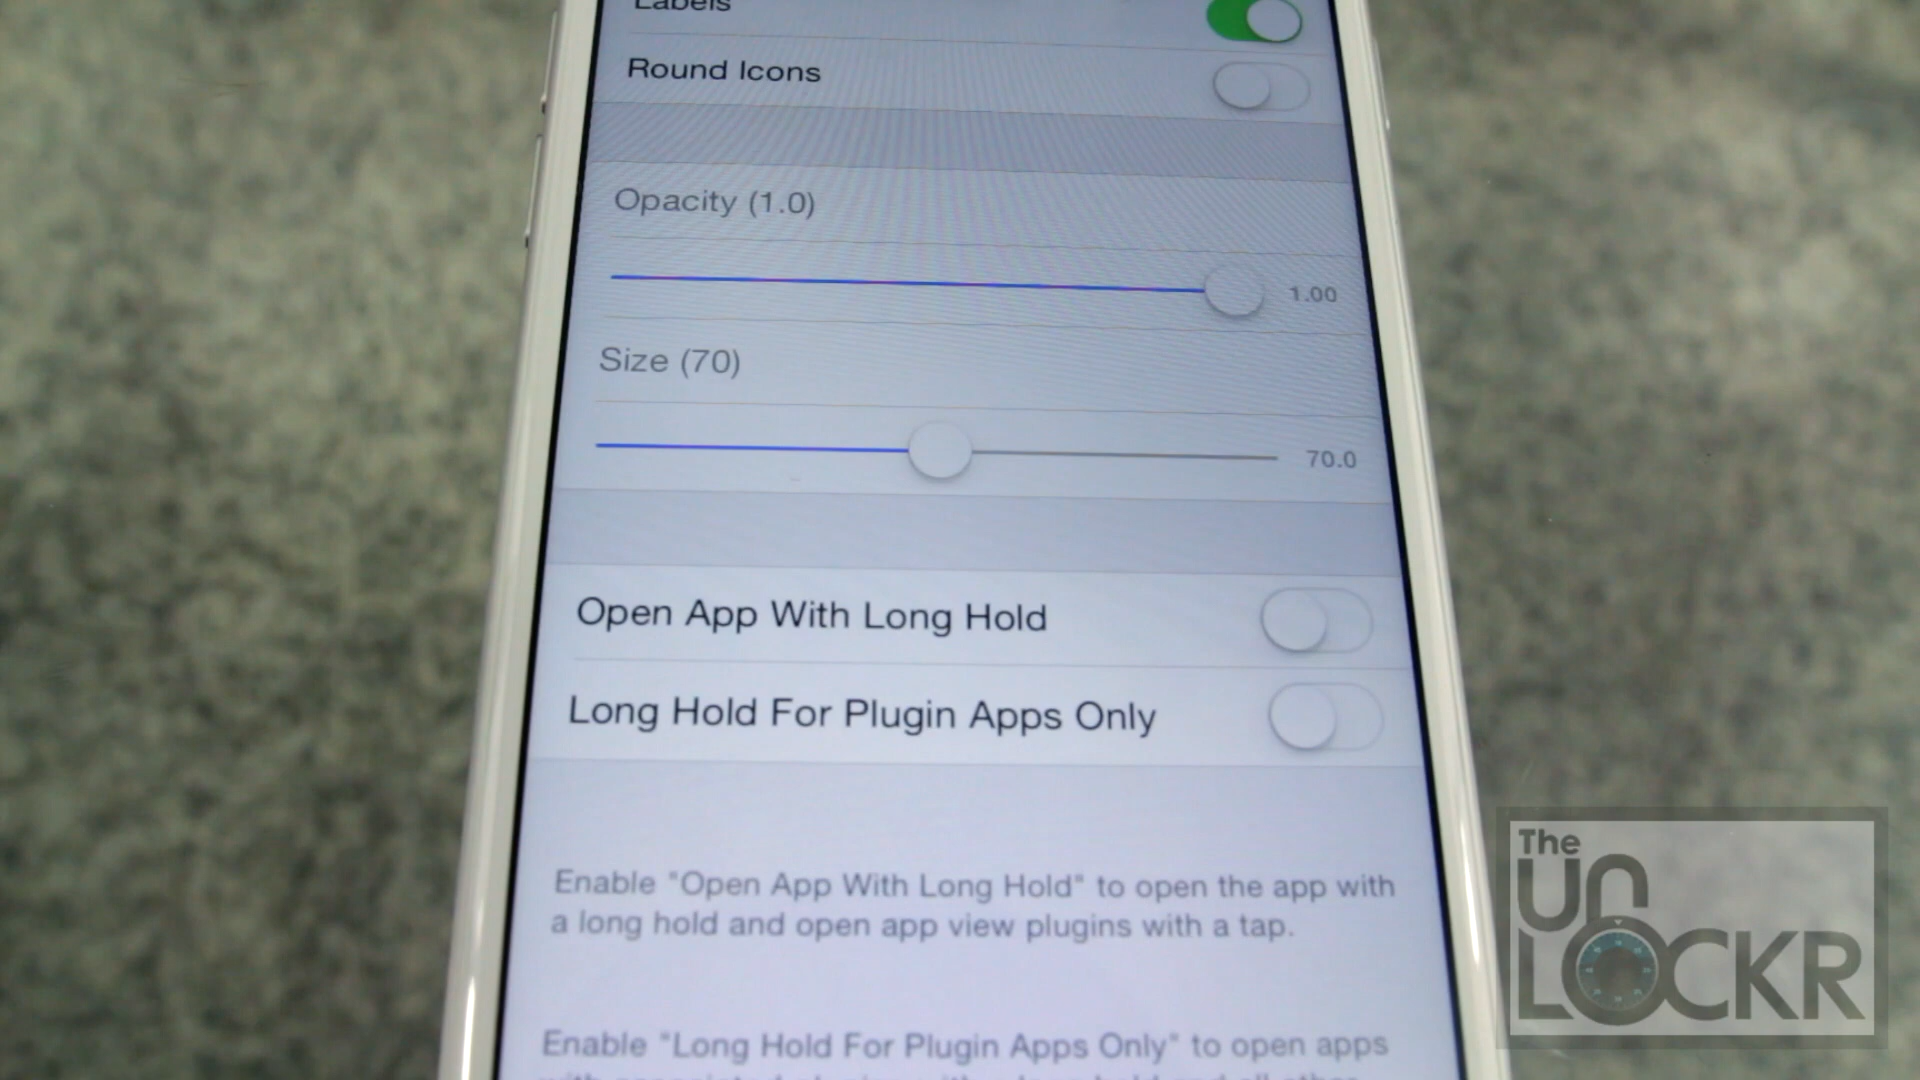 Labels
Round Icons
Opacity (1.0)
1.00
Size (70)
70.0
Open App With Long Hold
Long Hold For Plugin Apps Only
Enable "Open App With Long Hold" to open the app with
a long hold and open app view plugins with a tap.
Enable "Long Hold For Plugin Apps Only" to open apps
The
UNLOCKR